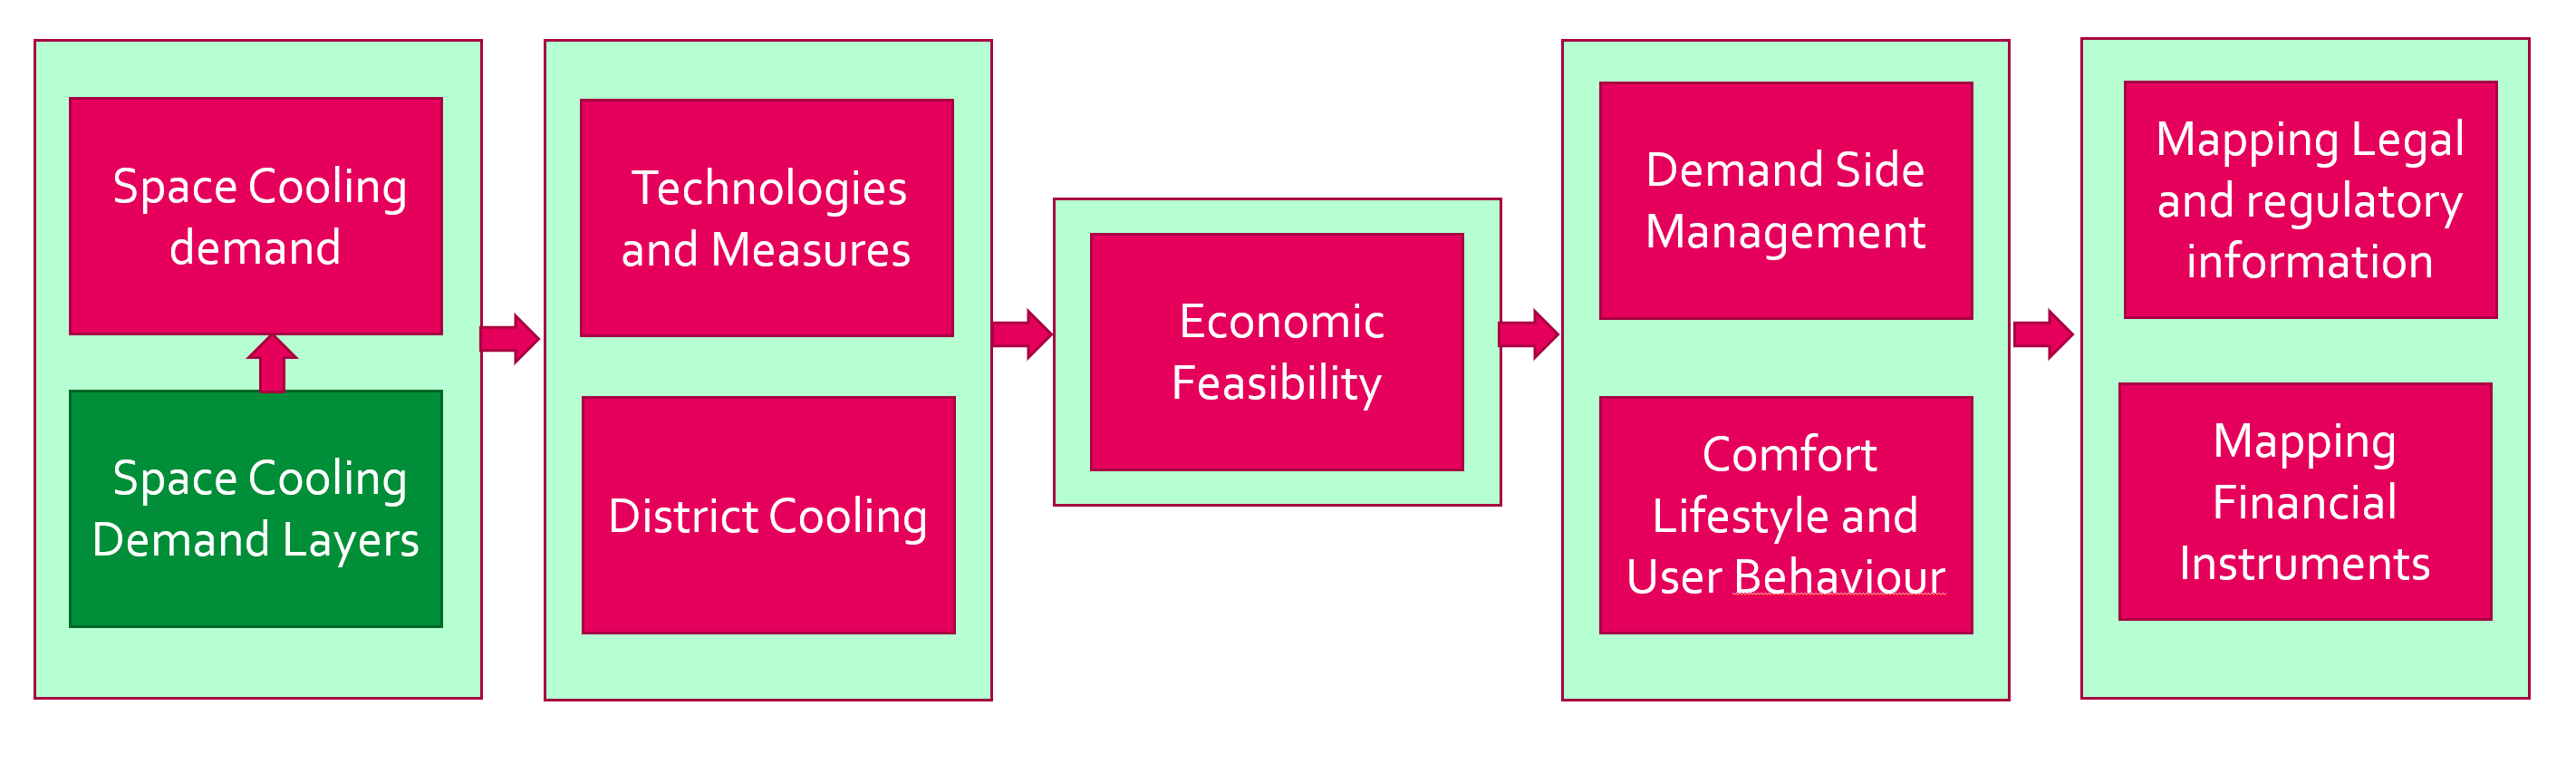 Space Cooling
demand
Space Cooling
Demand Layers
Technologies
and Measures
District Cooling
Economic
Feasibility
Demand Side
Management
Comfort
Lifestyle and
User Behaviour
Mapping Legal
and regulatory
information
Mapping
Financial
Instruments